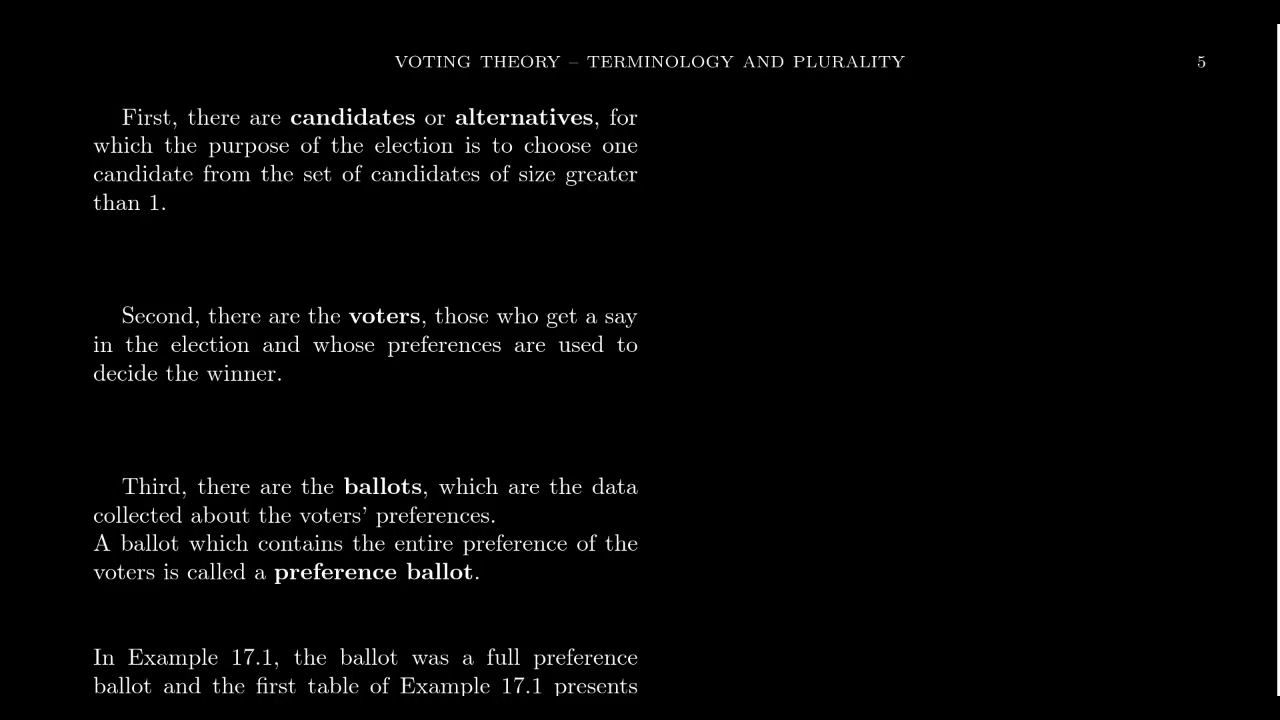 VOTING THEORY – TERMINOLOGY AND PLURALITY 5
First, there are candidates or alternatives, for
which the purpose of the election is to choose one
candidate from the set of candidates of size greater
than 1.
Second, there are the voters, those who get a say
in the election and whose preferences are used to
decide the winner.
Third, there are the ballots, which are the data
collected about the voters' preferences.
A ballot which contains the entire preference of the
voters is called a preference ballot.
In Example 17.1, the ballot was a full preference
ballot and the first table of Example 17.1 presents